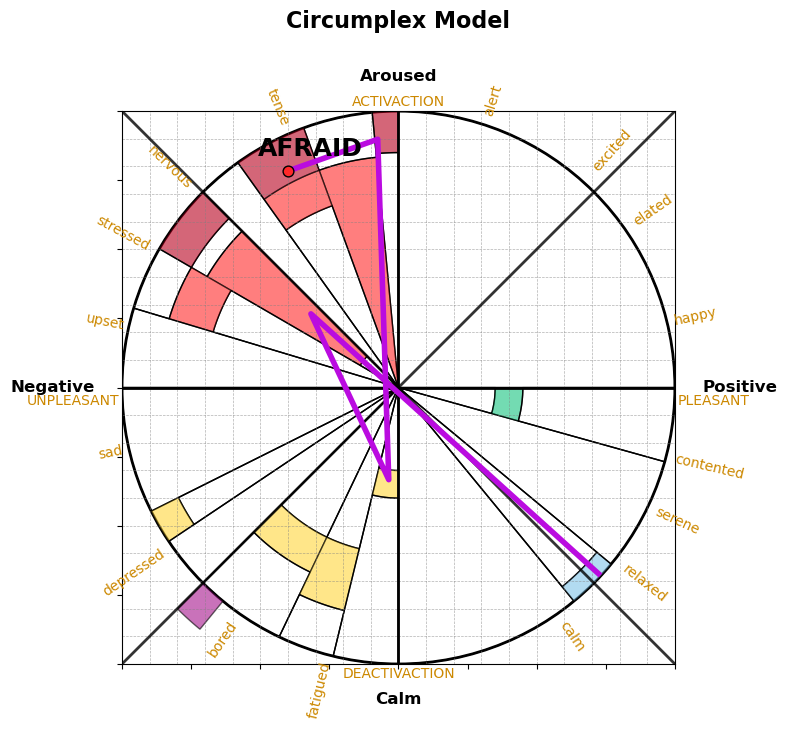 Circumplex Model
Aroused
ACTIVACTION
tense
alert
AFRAID
nervous
excited
stressed
elated
upset
happy
Negative
Positive
UNPLEASANT
PLEASANT
sad
contented
serene
depressed
relaxed
bored
calm
fatigued
DEACTIVACTION
Calm